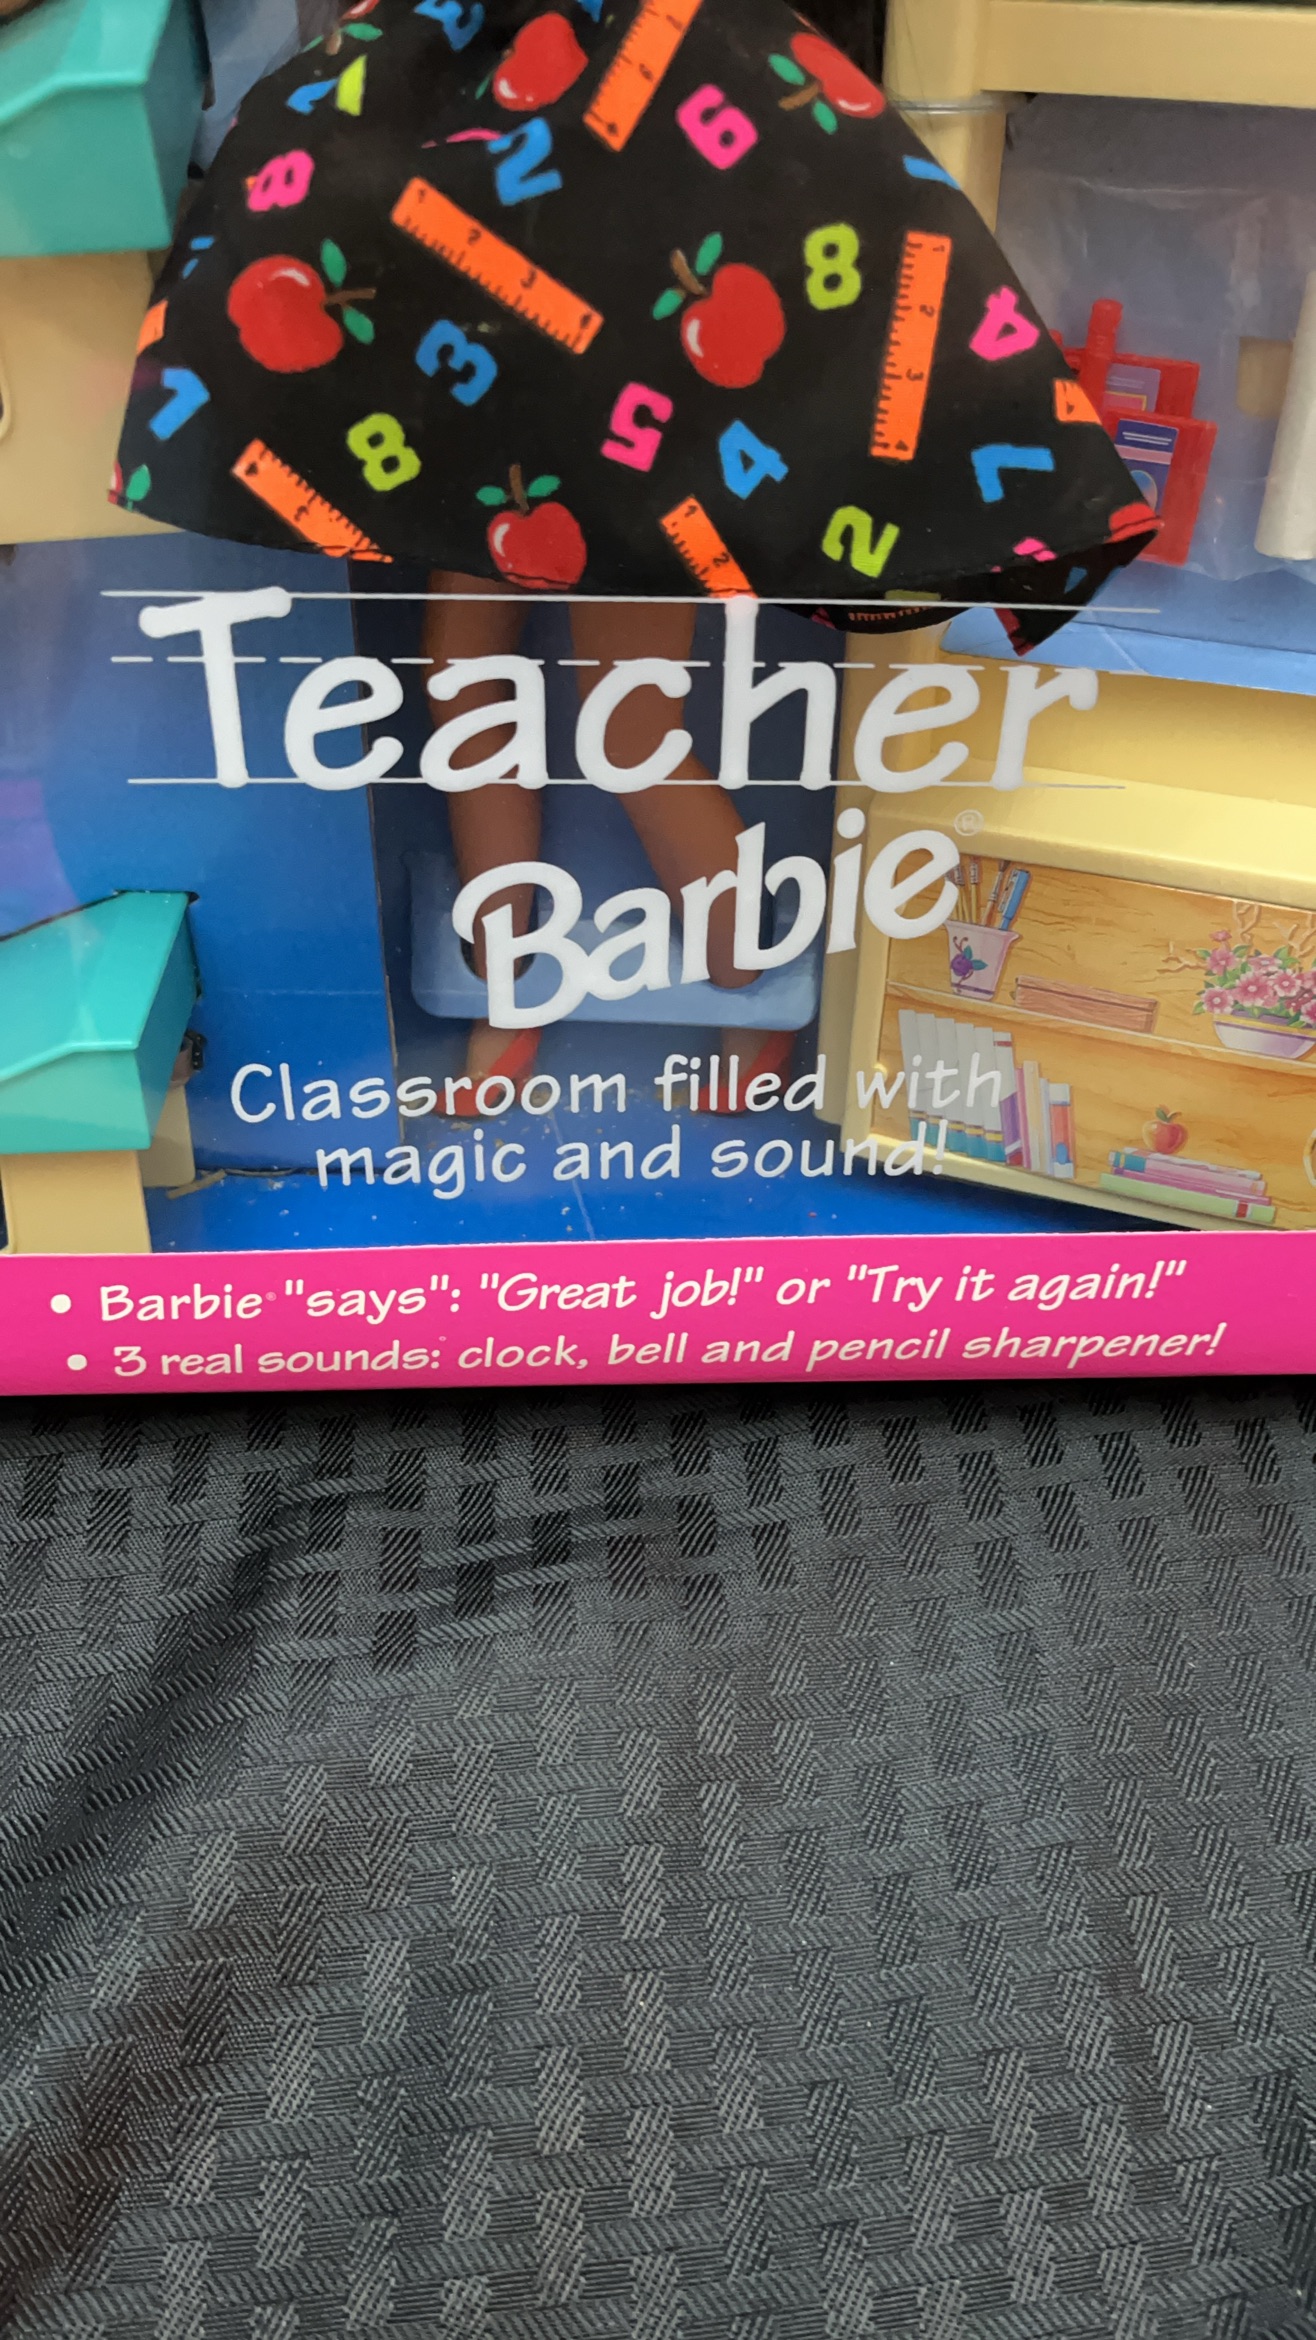 Teacher
Barbie®
Classroom filled with
magic and sound!
• Barbie® "says": "Great job!" or "Try it again!"
• 3 real sounds: clock, bell and pencil sharpener!